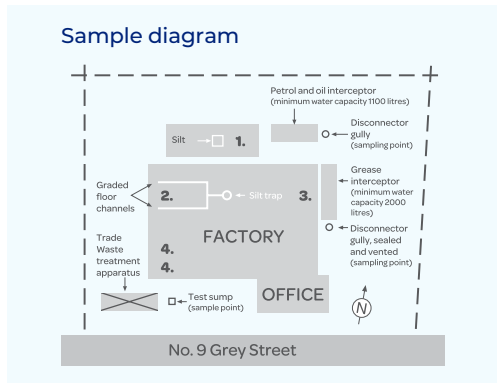 Sample diagram
Petrol and oil interceptor
(minimum water capacity 1100 litres)
Disconnector
gully
(sampling point)
Silt
1.
Graded
floor
channels
2.
Silt trap
3.
Grease
interceptor
(minimum water
capacity 2000
litres)
FACTORY
Disconnector
gully, sealed
and vented
(sampling point)
Trade
Waste
treatment
apparatus
4.
4.
Test sump
(sample point)
OFFICE
N
No. 9 Grey Street